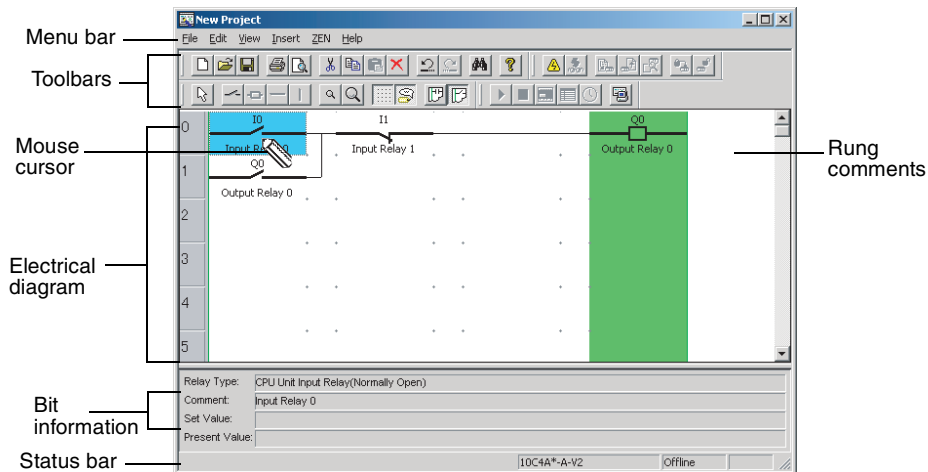 New Project
Menu bar
File Edit View Insert ZEN Help
Toolbars
Electrical diagram
Mouse cursor
0
I0
I1
Q0
Input Relay 0
Input Relay 1
Output Relay 0
Rung comments
1
Q0
Output Relay 0
2
3
4
5
Bit information
Relay Type: CPU Unit Input Relay(Normally Open)
Comment: Input Relay 0
Set Value:
Present Value:
Status bar
10C4A*-A-V2 Offline